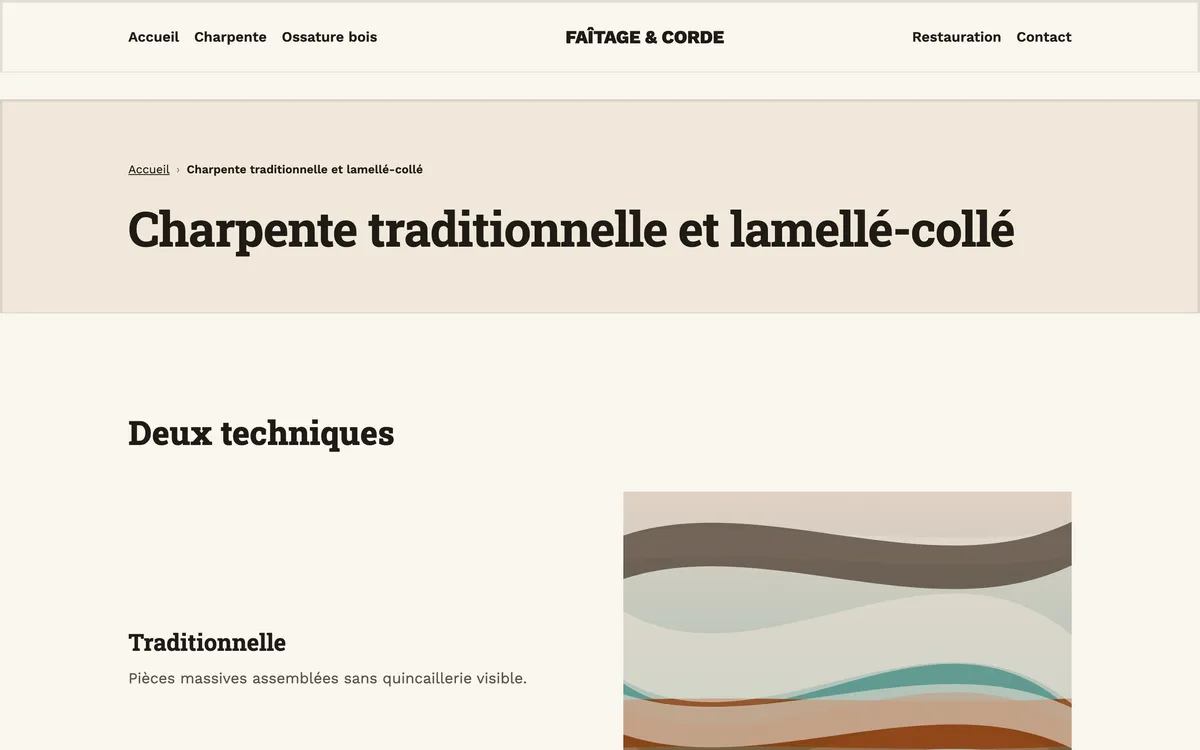 Accueil Charpente Ossature bois FAÎTAGE & CORDE Restauration Contact
Accueil › Charpente traditionnelle et lamellé-collé
Charpente traditionnelle et lamellé-collé
Deux techniques
Traditionnelle
Pièces massives assemblées sans quincaillerie visible.